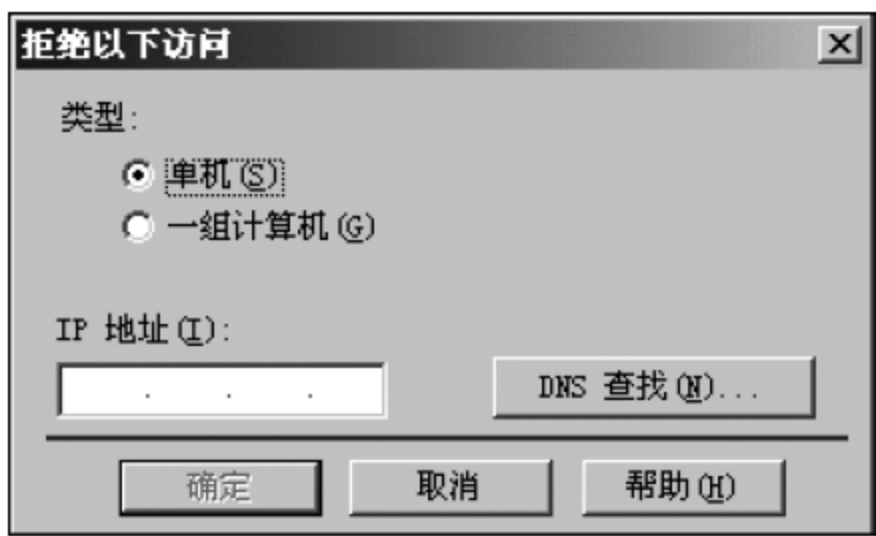 拒绝以下访问
类型:
单机(S)
一组计算机(G)
IP 地址(I):
. . .
DNS 查找(N)...
确定 取消 帮助(H)